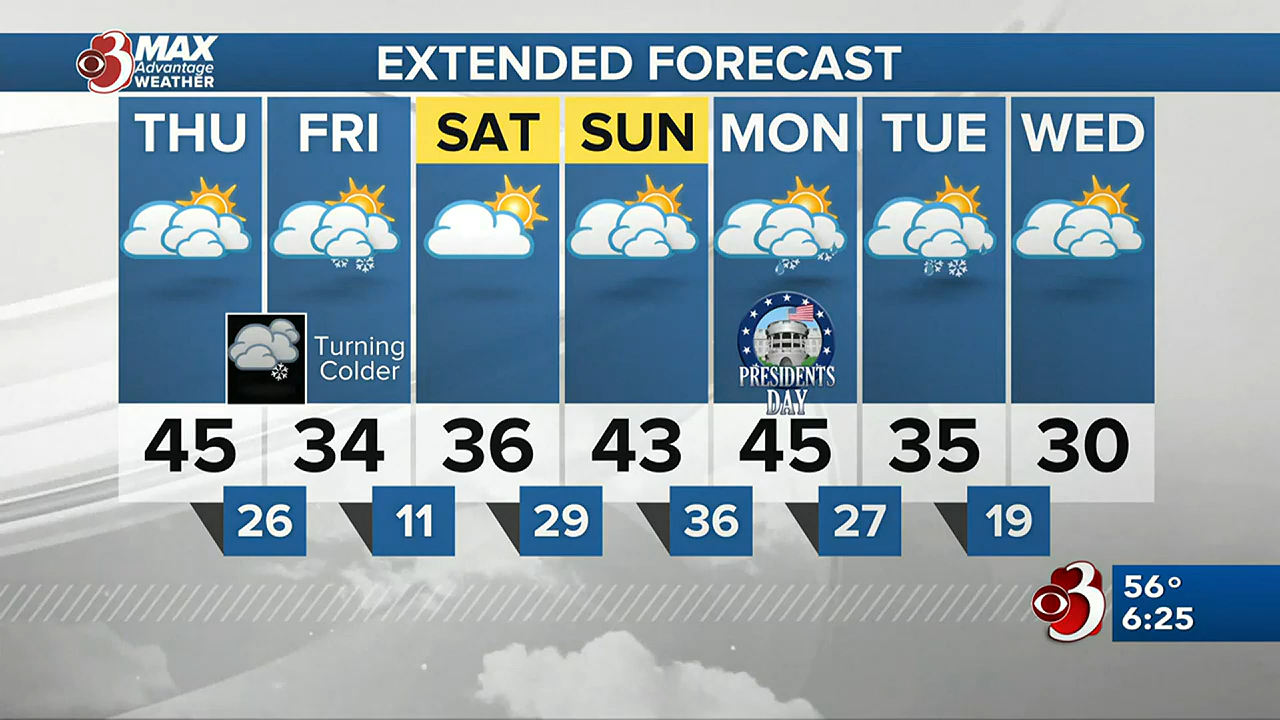 3 MAX
Advantage
WEATHER
EXTENDED FORECAST
THU FRI SAT SUN MON TUE WED
Turning
Colder
PRESIDENTS
DAY
45 34 36 43 45 35 30
26 11 29 36 27 19
3
56°
6:25